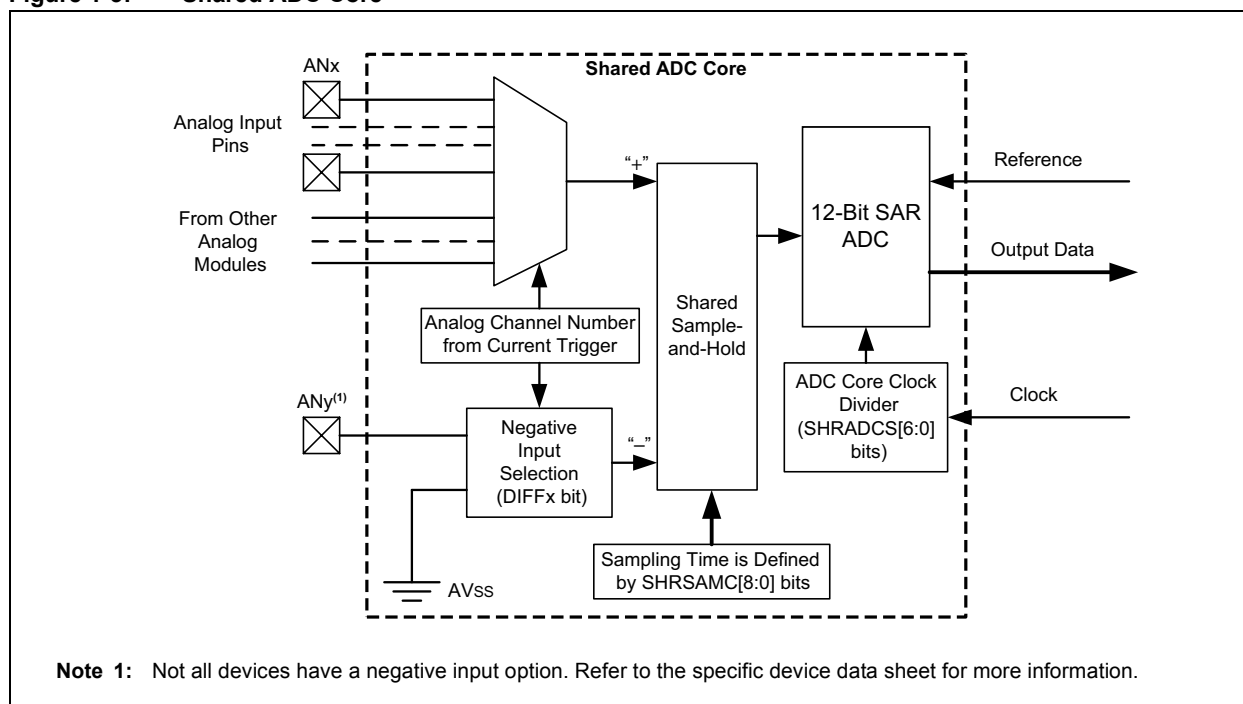 Shared ADC Core
ANx
Analog Input
Pins
From Other
Analog
Modules
"+"
Analog Channel Number
from Current Trigger
ANy(1)
Negative
Input
Selection
(DIFFx bit)
"–"
AVSS
Shared
Sample-
and-Hold
Sampling Time is Defined
by SHRSAMC[8:0] bits
12-Bit SAR
ADC
ADC Core Clock
Divider
(SHRADCS[6:0]
bits)
Reference
Output Data
Clock
Note 1: Not all devices have a negative input option. Refer to the specific device data sheet for more information.